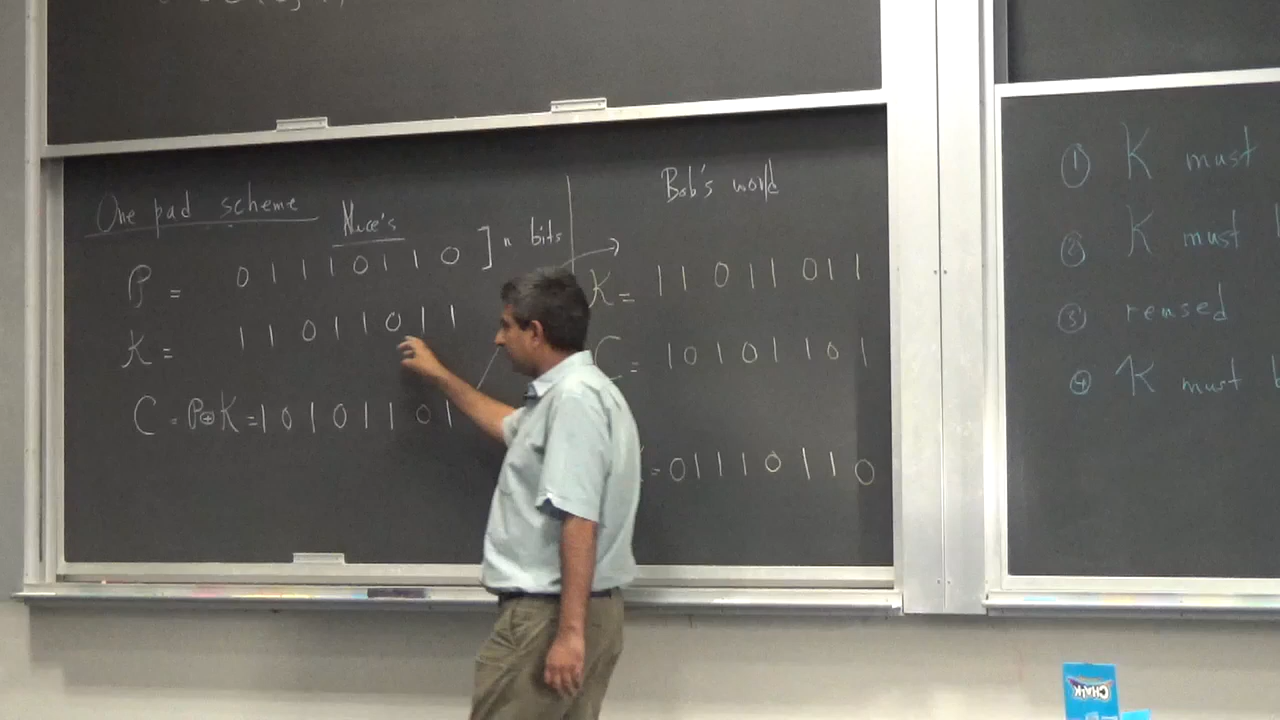 One pad scheme
Alice's
P = 0 1 1 1 0 1 1 0 ] n bits
K = 1 1 0 1 1 0 1 1
C = P⊕K = 1 0 1 0 1 1 0 1
Bob's world
K = 1 1 0 1 1 0 1 1
C = 1 0 1 0 1 1 0 1
= 0 1 1 1 0 1 1 0
① K must
② K must
③ reused
④ K must
CHALK